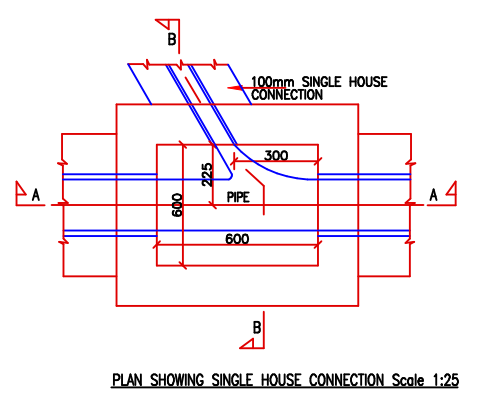 B
100mm SINGLE HOUSE
CONNECTION
300
225
A
A
PIPE
600
600
B
PLAN SHOWING SINGLE HOUSE CONNECTION Scale 1:25